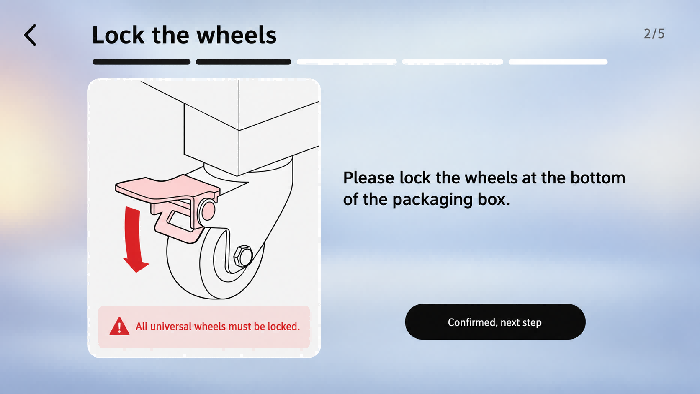 Lock the wheels
2/5
Please lock the wheels at the bottom
of the packaging box.
All universal wheels must be locked.
Confirmed, next step